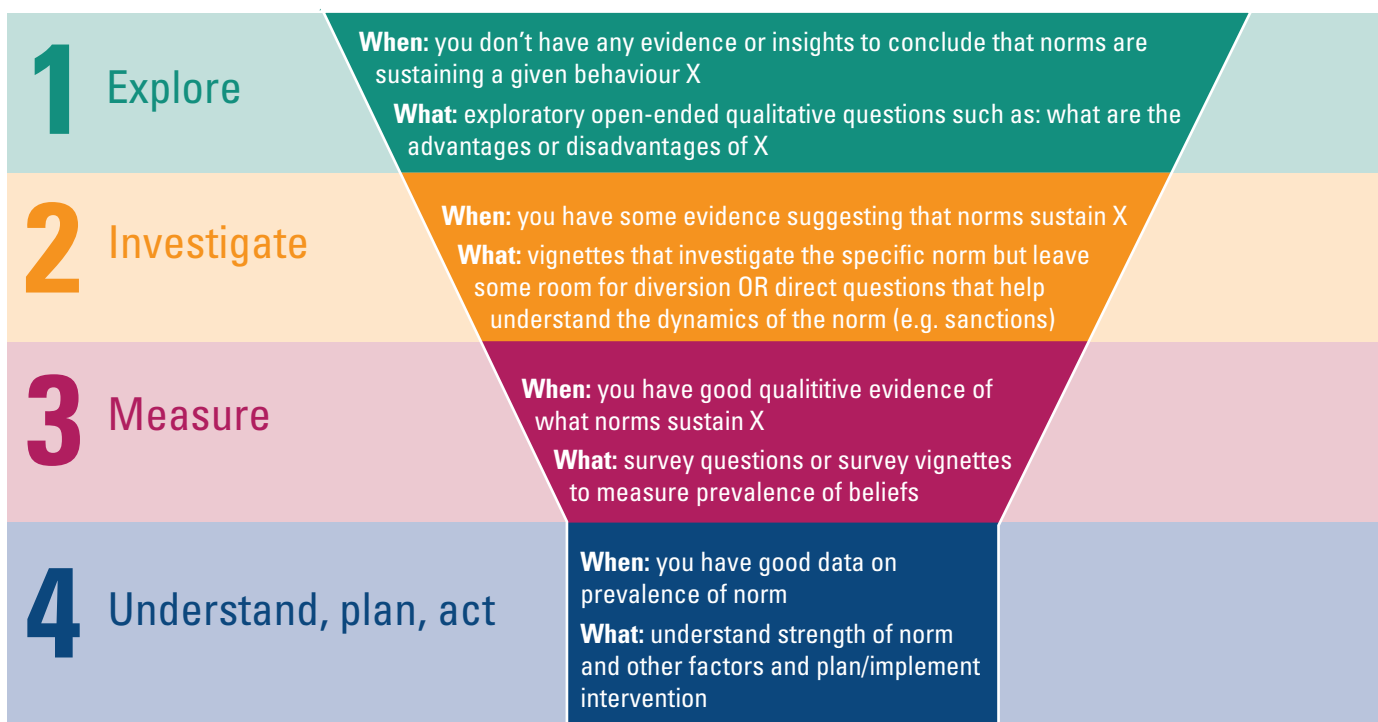 1 Explore
When: you don’t have any evidence or insights to conclude that norms are
sustaining a given behaviour X
What: exploratory open-ended qualitative questions such as: what are the
advantages or disadvantages of X
2 Investigate
When: you have some evidence suggesting that norms sustain X
What: vignettes that investigate the specific norm but leave
some room for diversion OR direct questions that help
understand the dynamics of the norm (e.g. sanctions)
3 Measure
When: you have good qualititive evidence of
what norms sustain X
What: survey questions or survey vignettes
to measure prevalence of beliefs
4 Understand, plan, act
When: you have good data on
prevalence of norm
What: understand strength of norm
and other factors and plan/implement
intervention